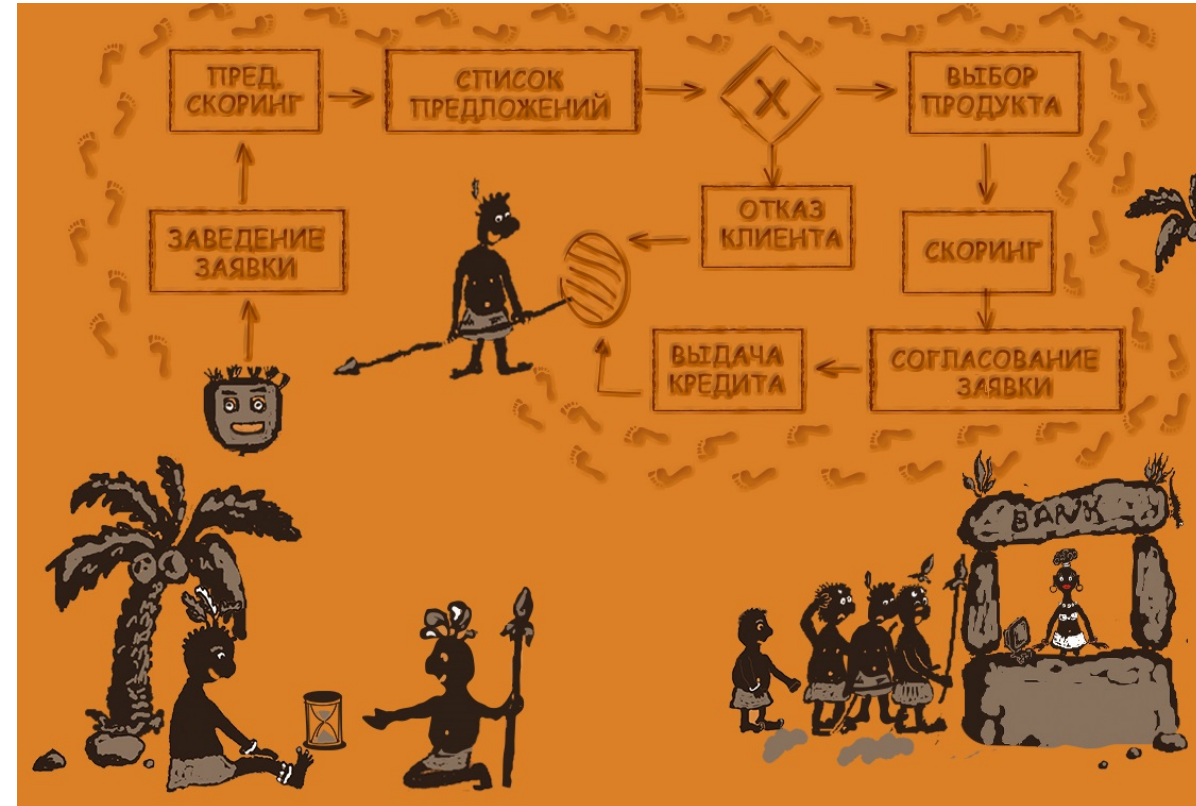 ПРЕД.
СКОРИНГ
СПИСОК
ПРЕДЛОЖЕНИЙ
X
ВЫБОР
ПРОДУКТА
ЗАВЕДЕНИЕ
ЗАЯВКИ
ОТКАЗ
КЛИЕНТА
СКОРИНГ
ВЫДАЧА
КРЕДИТА
СОГЛАСОВАНИЕ
ЗАЯВКИ
BANK